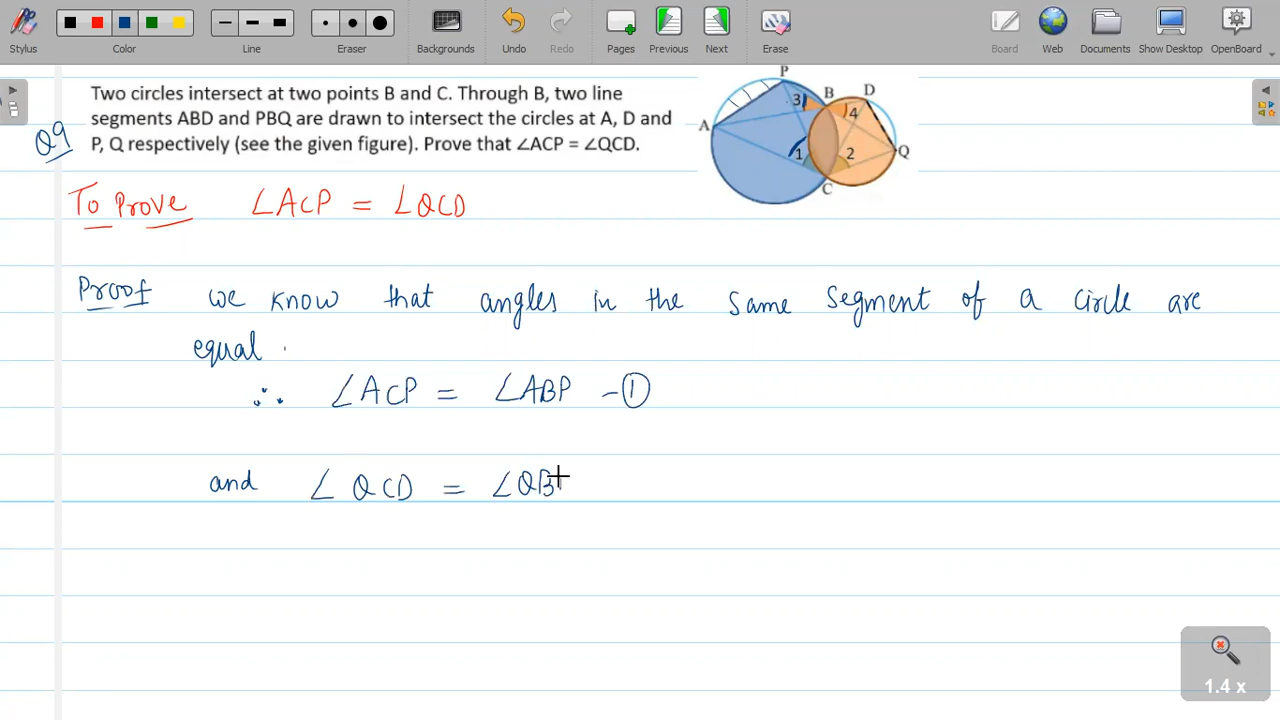 Stylus Color Line Eraser Backgrounds Undo Redo Pages Previous Next Erase Board Web Documents Show Desktop OpenBoard
Q9
Two circles intersect at two points B and C. Through B, two line
segments ABD and PBQ are drawn to intersect the circles at A, D and
P, Q respectively (see the given figure). Prove that ∠ACP = ∠QCD.
P
B D
3 4
A
1 2 Q
C
To Prove ∠ACP = ∠QCD
Proof we know that angles in the same segment of a circle are
equal.
∴ ∠ACP = ∠ABP - ①
and ∠QCD = ∠QB
1.4 x